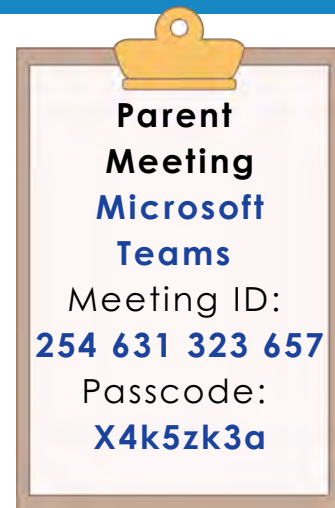 Parent
Meeting
Microsoft
Teams
Meeting ID:
254 631 323 657
Passcode:
X4k5zk3a